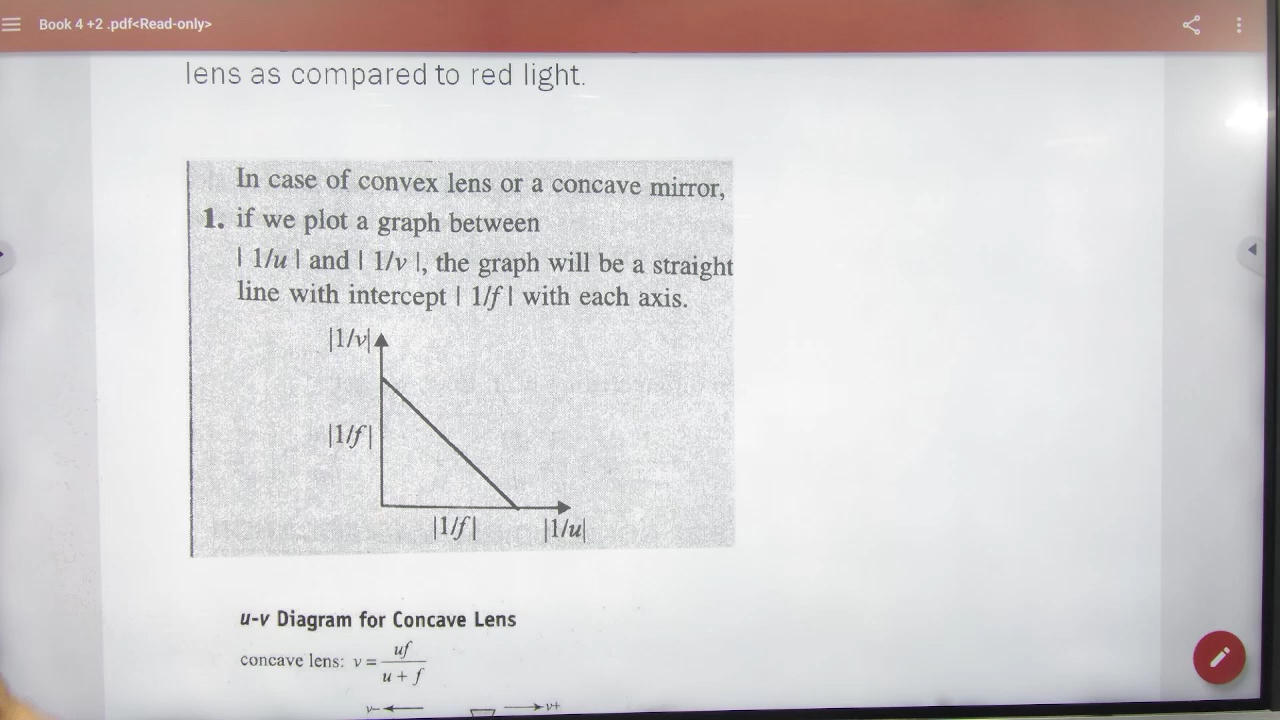 Book 4 +2 .pdf<Read-only>
lens as compared to red light.
In case of convex lens or a concave mirror,
1. if we plot a graph between
| 1/u | and | 1/v |, the graph will be a straight
line with intercept | 1/f | with each axis.
|1/v|
|1/f|
|1/f| |1/u|
u-v Diagram for Concave Lens
concave lens: v = uf / u + f
v– v+